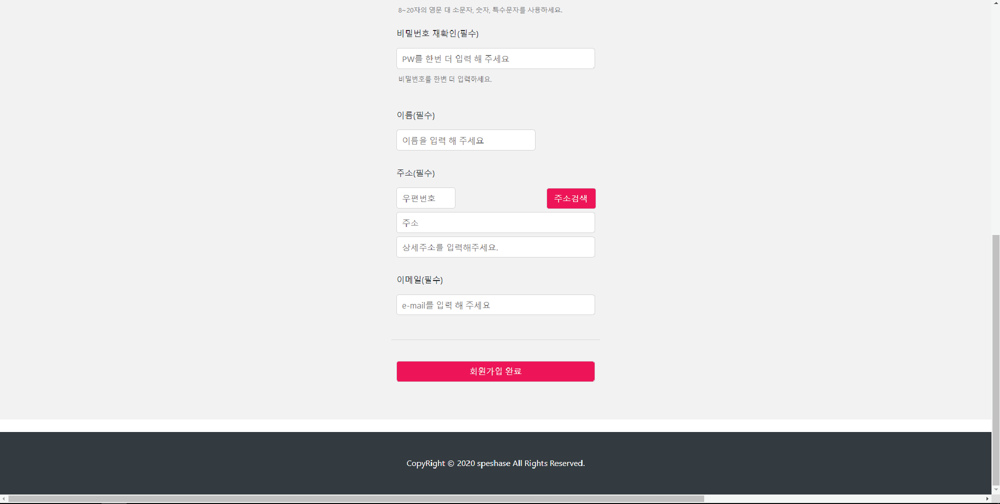 8~20자의 영문 대 소문자, 숫자, 특수문자를 사용하세요.
비밀번호 재확인(필수)
PW를 한번 더 입력 해 주세요
비밀번호를 한번 더 입력하세요.
이름(필수)
이름을 입력 해 주세요
주소(필수)
우편번호
주소검색
주소
상세주소를 입력해주세요.
이메일(필수)
e-mail를 입력 해 주세요
회원가입 완료
CopyRight © 2020 speshase All Rights Reserved.